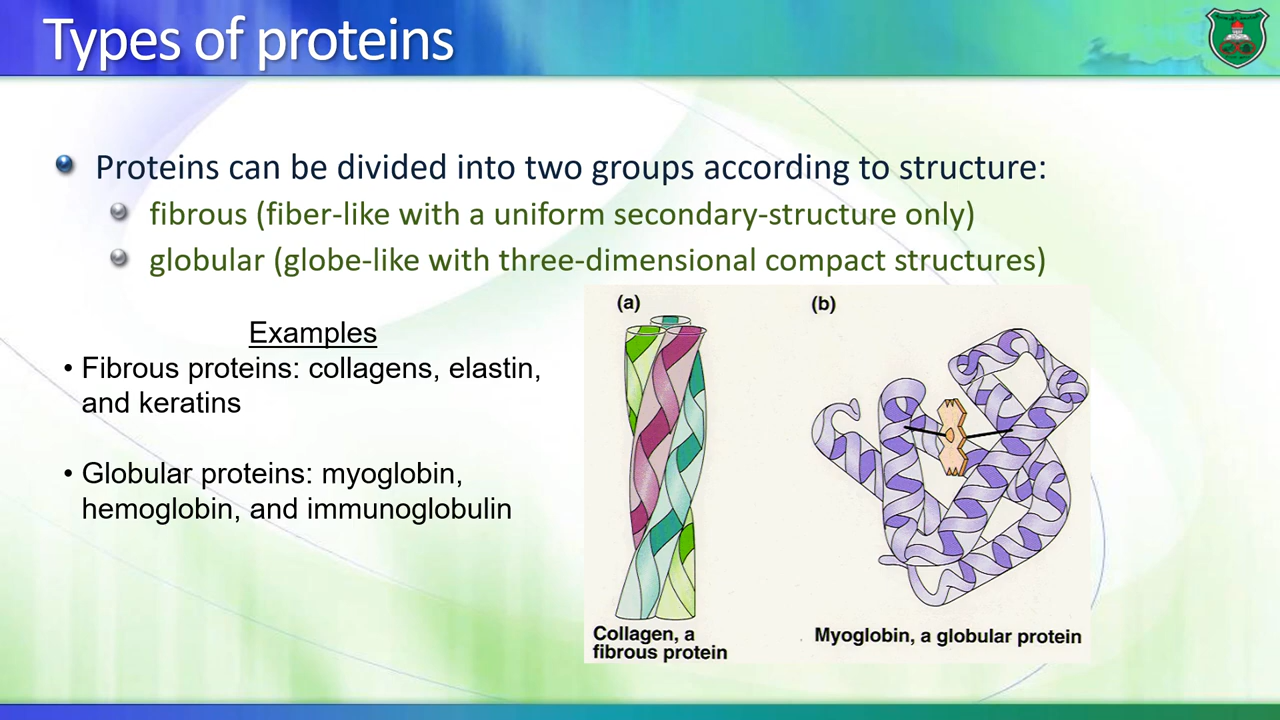 Types of proteins
Proteins can be divided into two groups according to structure:
fibrous (fiber-like with a uniform secondary-structure only)
globular (globe-like with three-dimensional compact structures)
Examples
• Fibrous proteins: collagens, elastin,
and keratins
• Globular proteins: myoglobin,
hemoglobin, and immunoglobulin
(a)
Collagen, a
fibrous protein
(b)
Myoglobin, a globular protein